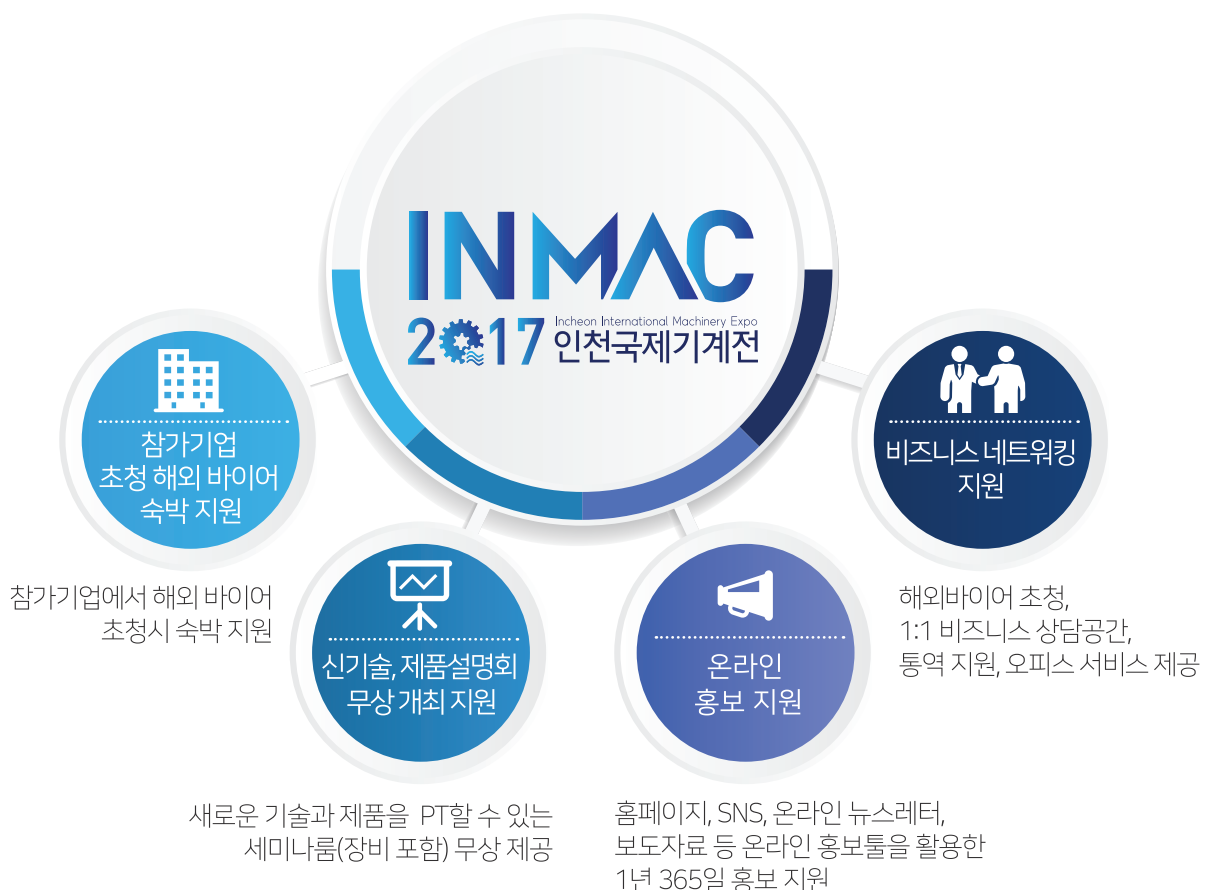 INMAC
2017
Incheon International Machinery Expo
인천국제기계전
참가기업
초청 해외 바이어
숙박 지원
참가기업에서 해외 바이어
초청시 숙박 지원
신기술, 제품설명회
무상 개최 지원
새로운 기술과 제품을 PT할 수 있는
세미나룸(장비 포함) 무상 제공
온라인
홍보 지원
홈페이지, SNS, 온라인 뉴스레터,
보도자료 등 온라인 홍보툴을 활용한
1년 365일 홍보 지원
비즈니스 네트워킹
지원
해외바이어 초청,
1:1 비즈니스 상담공간,
통역 지원, 오피스 서비스 제공